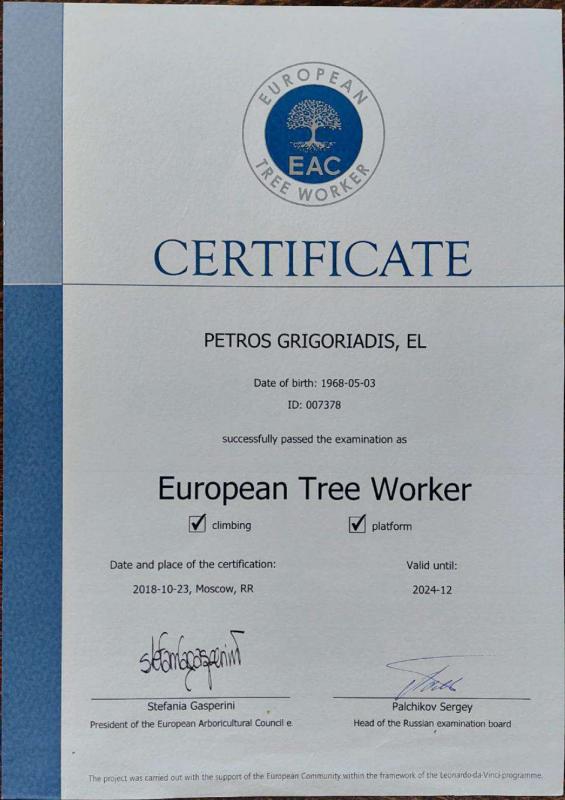 EUROPEAN
EAC
TREE WORKER
CERTIFICATE
PETROS GRIGORIADIS, EL
Date of birth: 1968-05-03
ID: 007378
successfully passed the examination as
European Tree Worker
climbing
platform
Date and place of the certification:
Valid until:
2018-10-23, Moscow, RR
2024-12
stefaniagasperini
Stefania Gasperini
Palchikov Sergey
President of the European Arboricultural Council e.
Head of the Russian examination board
The project was carried out with the support of the European Community within the framework of the Leonardo-da-Vinci-programme.